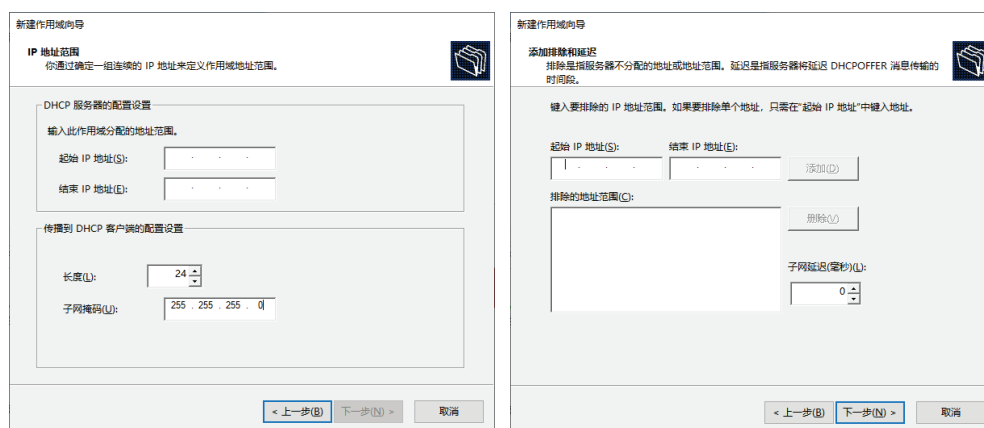 新建作用域向导
IP 地址范围
你通过确定一组连续的 IP 地址来定义作用域地址范围。
DHCP 服务器的配置设置
输入此作用域分配的地址范围。
起始 IP 地址(S):
结束 IP 地址(E):
传播到 DHCP 客户端的配置设置
长度(L):
24
子网掩码(U):
255 . 255 . 255 . 0
< 上一步(B)
下一步(N) >
取消
新建作用域向导
添加排除和延迟
排除是指服务器不分配的地址或地址范围。延迟是指服务器将延迟 DHCPOFFER 消息传输的
时间段。
键入要排除的 IP 地址范围。如果要排除单个地址，只需在"起始 IP 地址"中键入地址。
起始 IP 地址(S):
结束 IP 地址(E):
添加(D)
排除的地址范围(C):
删除(V)
子网延迟(毫秒)(L):
0
< 上一步(B)
下一步(N) >
取消